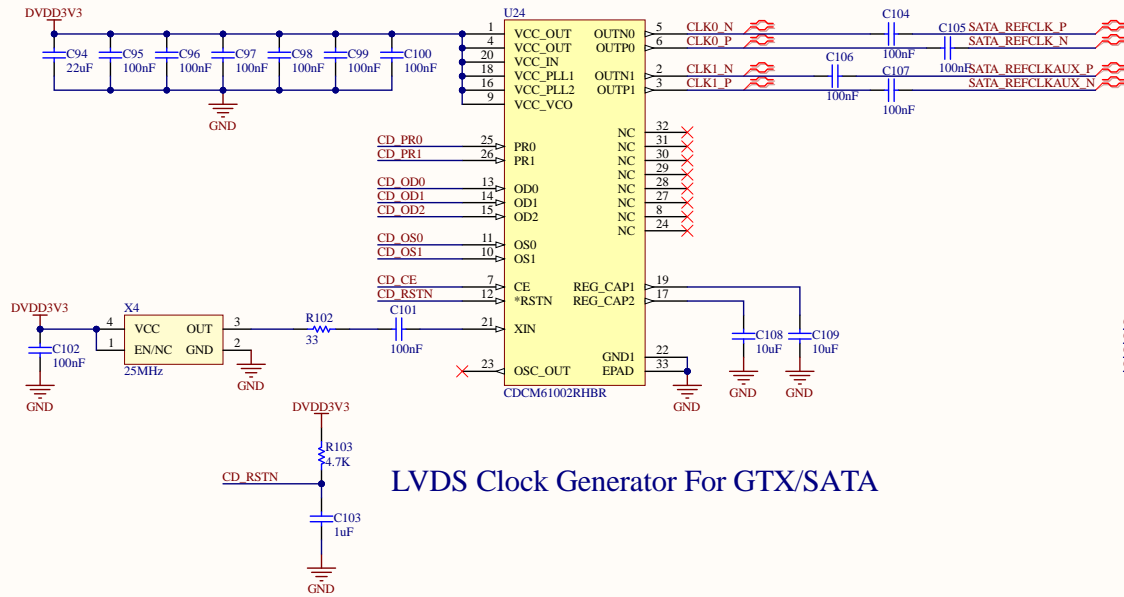 DVDD3V3
C94
22uF
C95
100nF
C96
100nF
C97
100nF
C98
100nF
C99
100nF
C100
100nF
GND
U24
1 VCC_OUT
4 VCC_OUT
20 VCC_IN
18 VCC_PLL1
16 VCC_PLL2
9 VCC_VCO
CD_PR0 25 PR0
CD_PR1 26 PR1
CD_OD0 13 OD0
CD_OD1 14 OD1
CD_OD2 15 OD2
CD_OS0 11 OS0
CD_OS1 10 OS1
CD_CE 7 CE
CD_RSTN 12 *RSTN
21 XIN
23 OSC_OUT
OUTN0 5 CLK0_N
OUTP0 6 CLK0_P
OUTN1 2 CLK1_N
OUTP1 3 CLK1_P
NC 32
NC 31
NC 30
NC 29
NC 28
NC 27
NC 8
NC 24
REG_CAP1 19
REG_CAP2 17
GND1 22
EPAD 33
CDCM61002RHBR
C104
100nF
C105
100nF
C106
100nF
C107
100nF
SATA_REFCLK_P
SATA_REFCLK_N
SATA_REFCLKAUX_P
SATA_REFCLKAUX_N
GND
C108
10uF
GND
C109
10uF
GND
DVDD3V3
C102
100nF
GND
X4
4 VCC OUT 3
1 EN/NC GND 2
25MHz
GND
R102
33
C101
100nF
DVDD3V3
R103
4.7K
CD_RSTN
C103
1uF
GND
LVDS Clock Generator For GTX/SATA